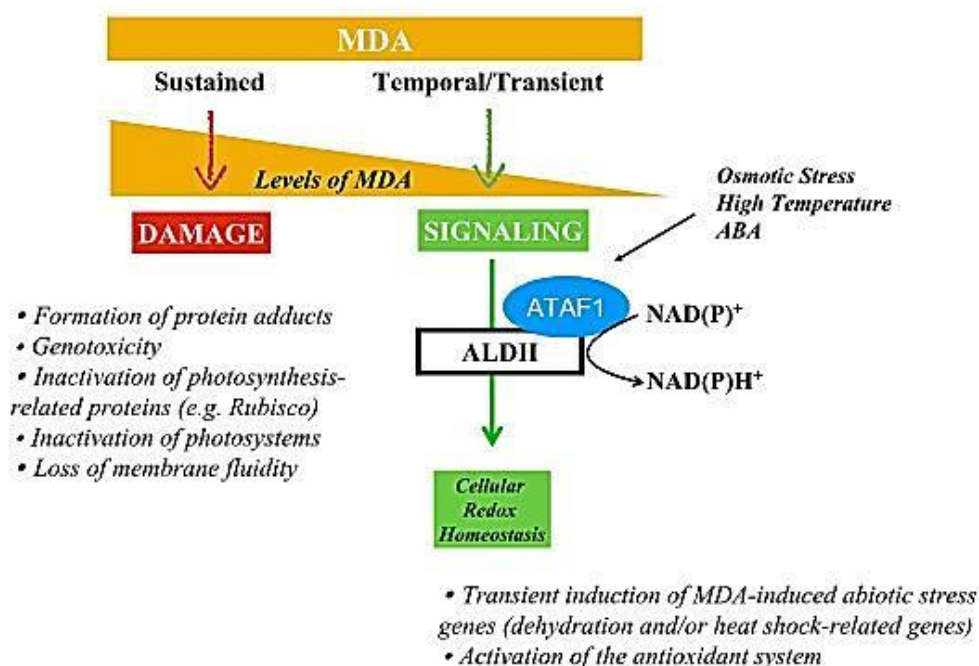 MDA
Sustained
Temporal/Transient
Levels of MDA
Osmotic Stress
High Temperature
ABA
DAMAGE
SIGNALING
• Formation of protein adducts
• Genotoxicity
• Inactivation of photosynthesis-
related proteins (e.g. Rubisco)
• Inactivation of photosystems
• Loss of membrane fluidity
ATAF1
ALDH
NAD(P)⁺
NAD(P)H⁺
Cellular
Redox
Homeostasis
• Transient induction of MDA-induced abiotic stress
genes (dehydration and/or heat shock-related genes)
• Activation of the antioxidant system